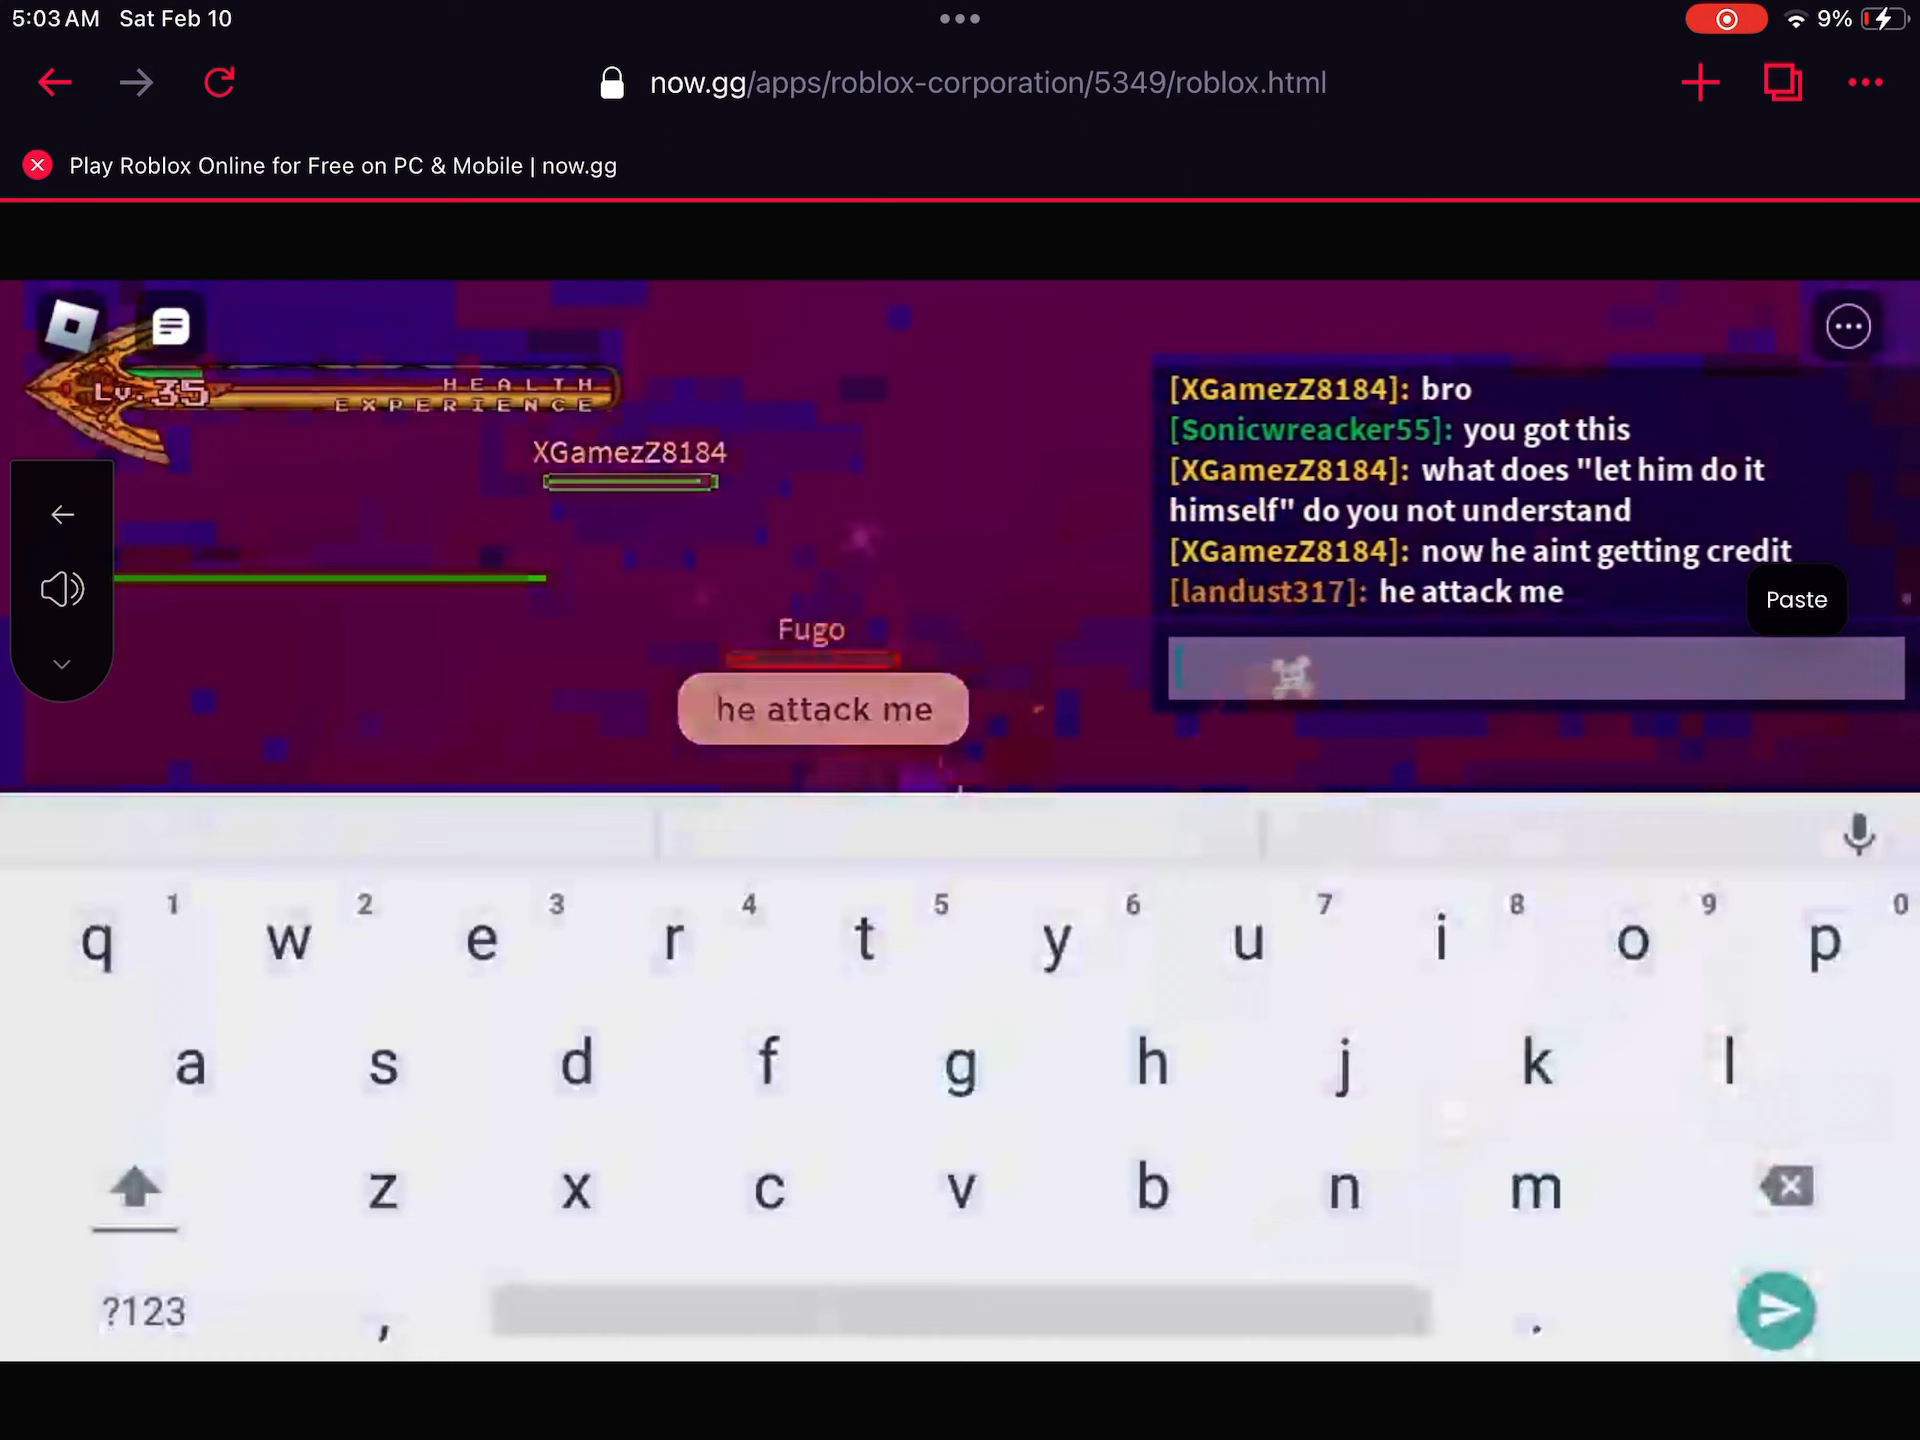 5:03 AM Sat Feb 10
9%
now.gg/apps/roblox-corporation/5349/roblox.html
Play Roblox Online for Free on PC & Mobile | now.gg
Lv.35
HEALTH
EXPERIENCE
XGamezZ8184
[XGamezZ8184]: bro
[Sonicwreacker55]: you got this
[XGamezZ8184]: what does "let him do it
himself" do you not understand
[XGamezZ8184]: now he aint getting credit
[landust317]: he attack me
Paste
Fugo
he attack me
1 2 3 4 5 6 7 8 9 0
q w e r t y u i o p
a s d f g h j k l
z x c v b n m
?123 , .